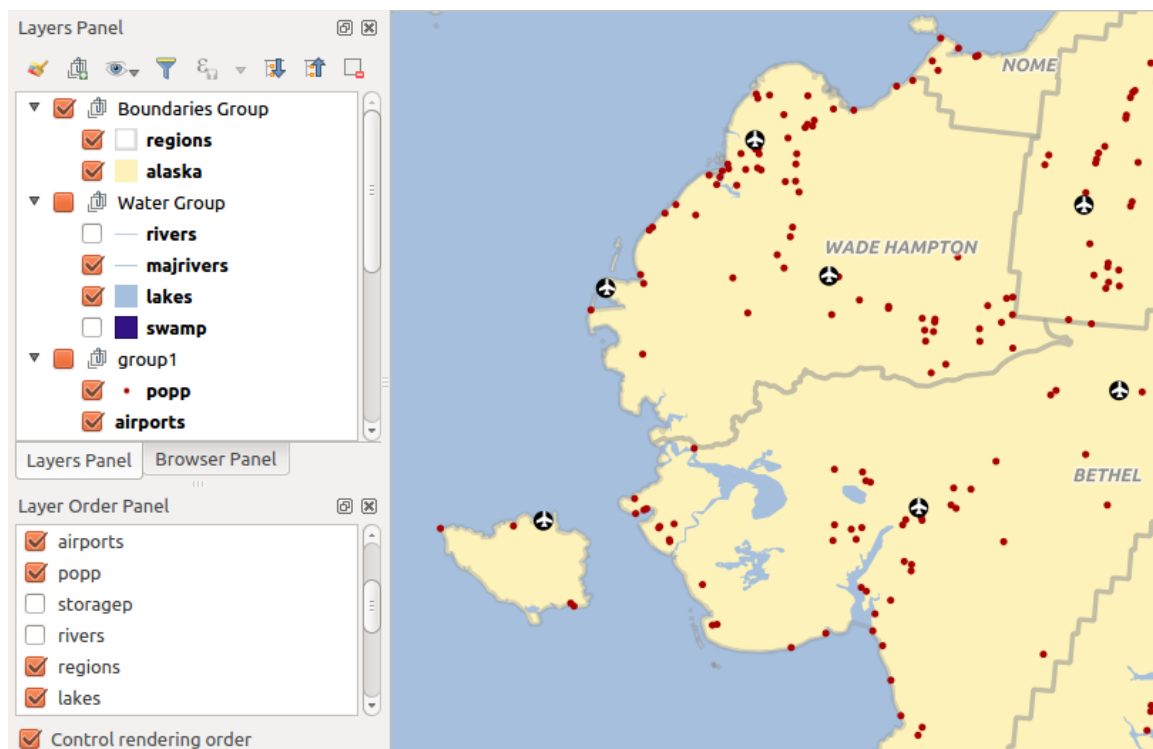 Layers Panel
Boundaries Group
regions
alaska
Water Group
rivers
majrivers
lakes
swamp
group1
popp
airports
Layers Panel Browser Panel
Layer Order Panel
airports
popp
storagep
rivers
regions
lakes
Control rendering order
NOME
WADE HAMPTON
BETHEL